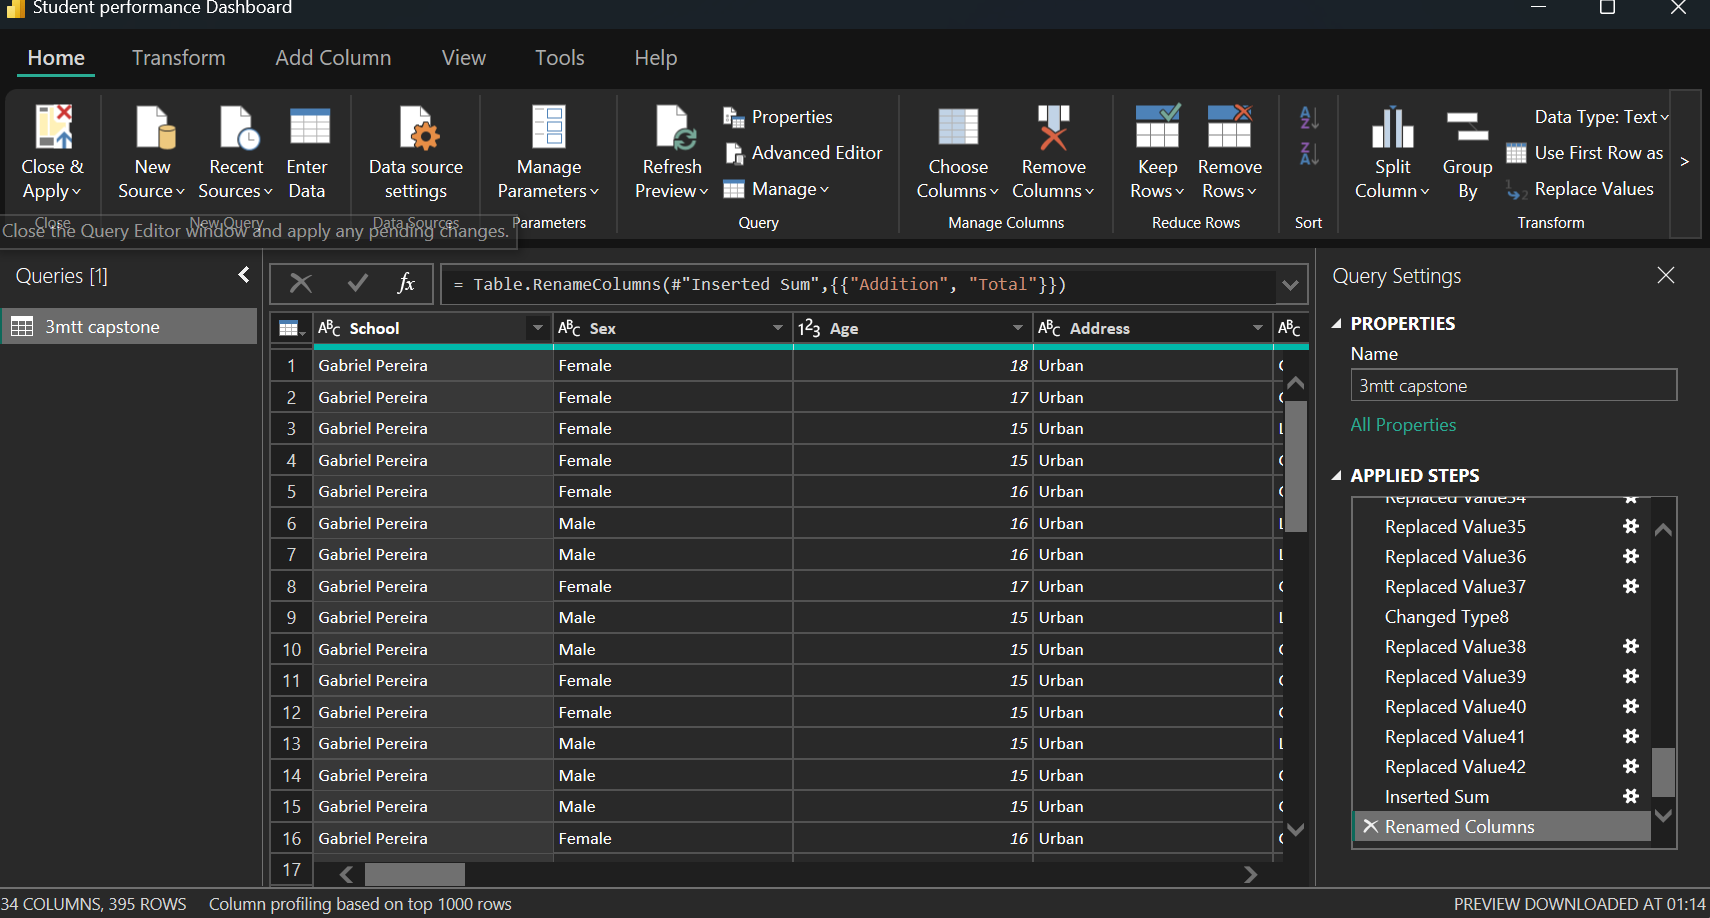 Student performance Dashboard
Home Transform Add Column View Tools Help
Close & Apply
New Source
Recent Sources
Enter Data
Data source settings
Manage Parameters
Refresh Preview
Properties
Advanced Editor
Manage
Choose Columns
Remove Columns
Keep Rows
Remove Rows
Split Column
Group By
Data Type: Text
Use First Row as
Replace Values
>
Close New Query Data Sources Parameters Query Manage Columns Reduce Rows Sort Transform
Close the Query Editor window and apply any pending changes.
Queries [1]
3mtt capstone
fx
= Table.RenameColumns(#"Inserted Sum",{{"Addition", "Total"}})
ABC School ABC Sex 123 Age ABC Address ABC
1 Gabriel Pereira Female 18 Urban
2 Gabriel Pereira Female 17 Urban
3 Gabriel Pereira Female 15 Urban
4 Gabriel Pereira Female 15 Urban
5 Gabriel Pereira Female 16 Urban
6 Gabriel Pereira Male 16 Urban
7 Gabriel Pereira Male 16 Urban
8 Gabriel Pereira Female 17 Urban
9 Gabriel Pereira Male 15 Urban
10 Gabriel Pereira Male 15 Urban
11 Gabriel Pereira Female 15 Urban
12 Gabriel Pereira Female 15 Urban
13 Gabriel Pereira Male 15 Urban
14 Gabriel Pereira Male 15 Urban
15 Gabriel Pereira Male 15 Urban
16 Gabriel Pereira Female 16 Urban
17
Query Settings
PROPERTIES
Name
3mtt capstone
All Properties
APPLIED STEPS
Replaced Value34
Replaced Value35
Replaced Value36
Replaced Value37
Changed Type8
Replaced Value38
Replaced Value39
Replaced Value40
Replaced Value41
Replaced Value42
Inserted Sum
Renamed Columns
34 COLUMNS, 395 ROWS Column profiling based on top 1000 rows PREVIEW DOWNLOADED AT 01:14